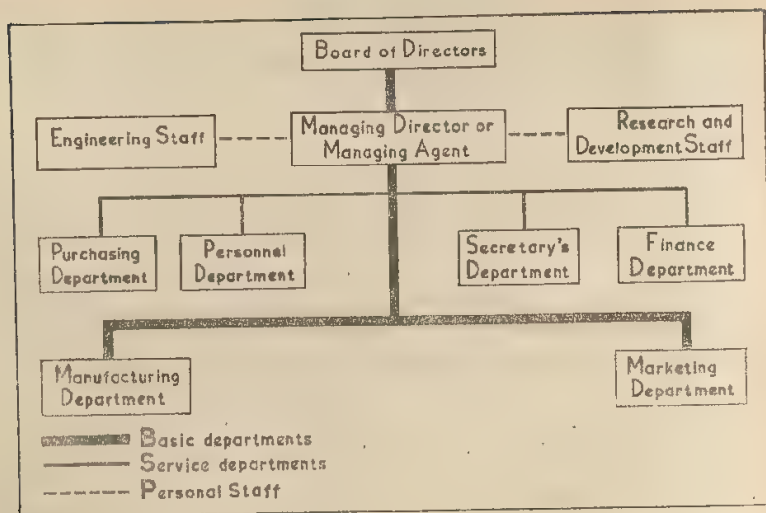 Board of Directors
Engineering Staff
Managing Director or
Managing Agent
Research and
Development Staff
Purchasing
Department
Personnel
Department
Secretary's
Department
Finance
Department
Manufacturing
Department
Marketing
Department
Basic departments
Service departments
Personal Staff